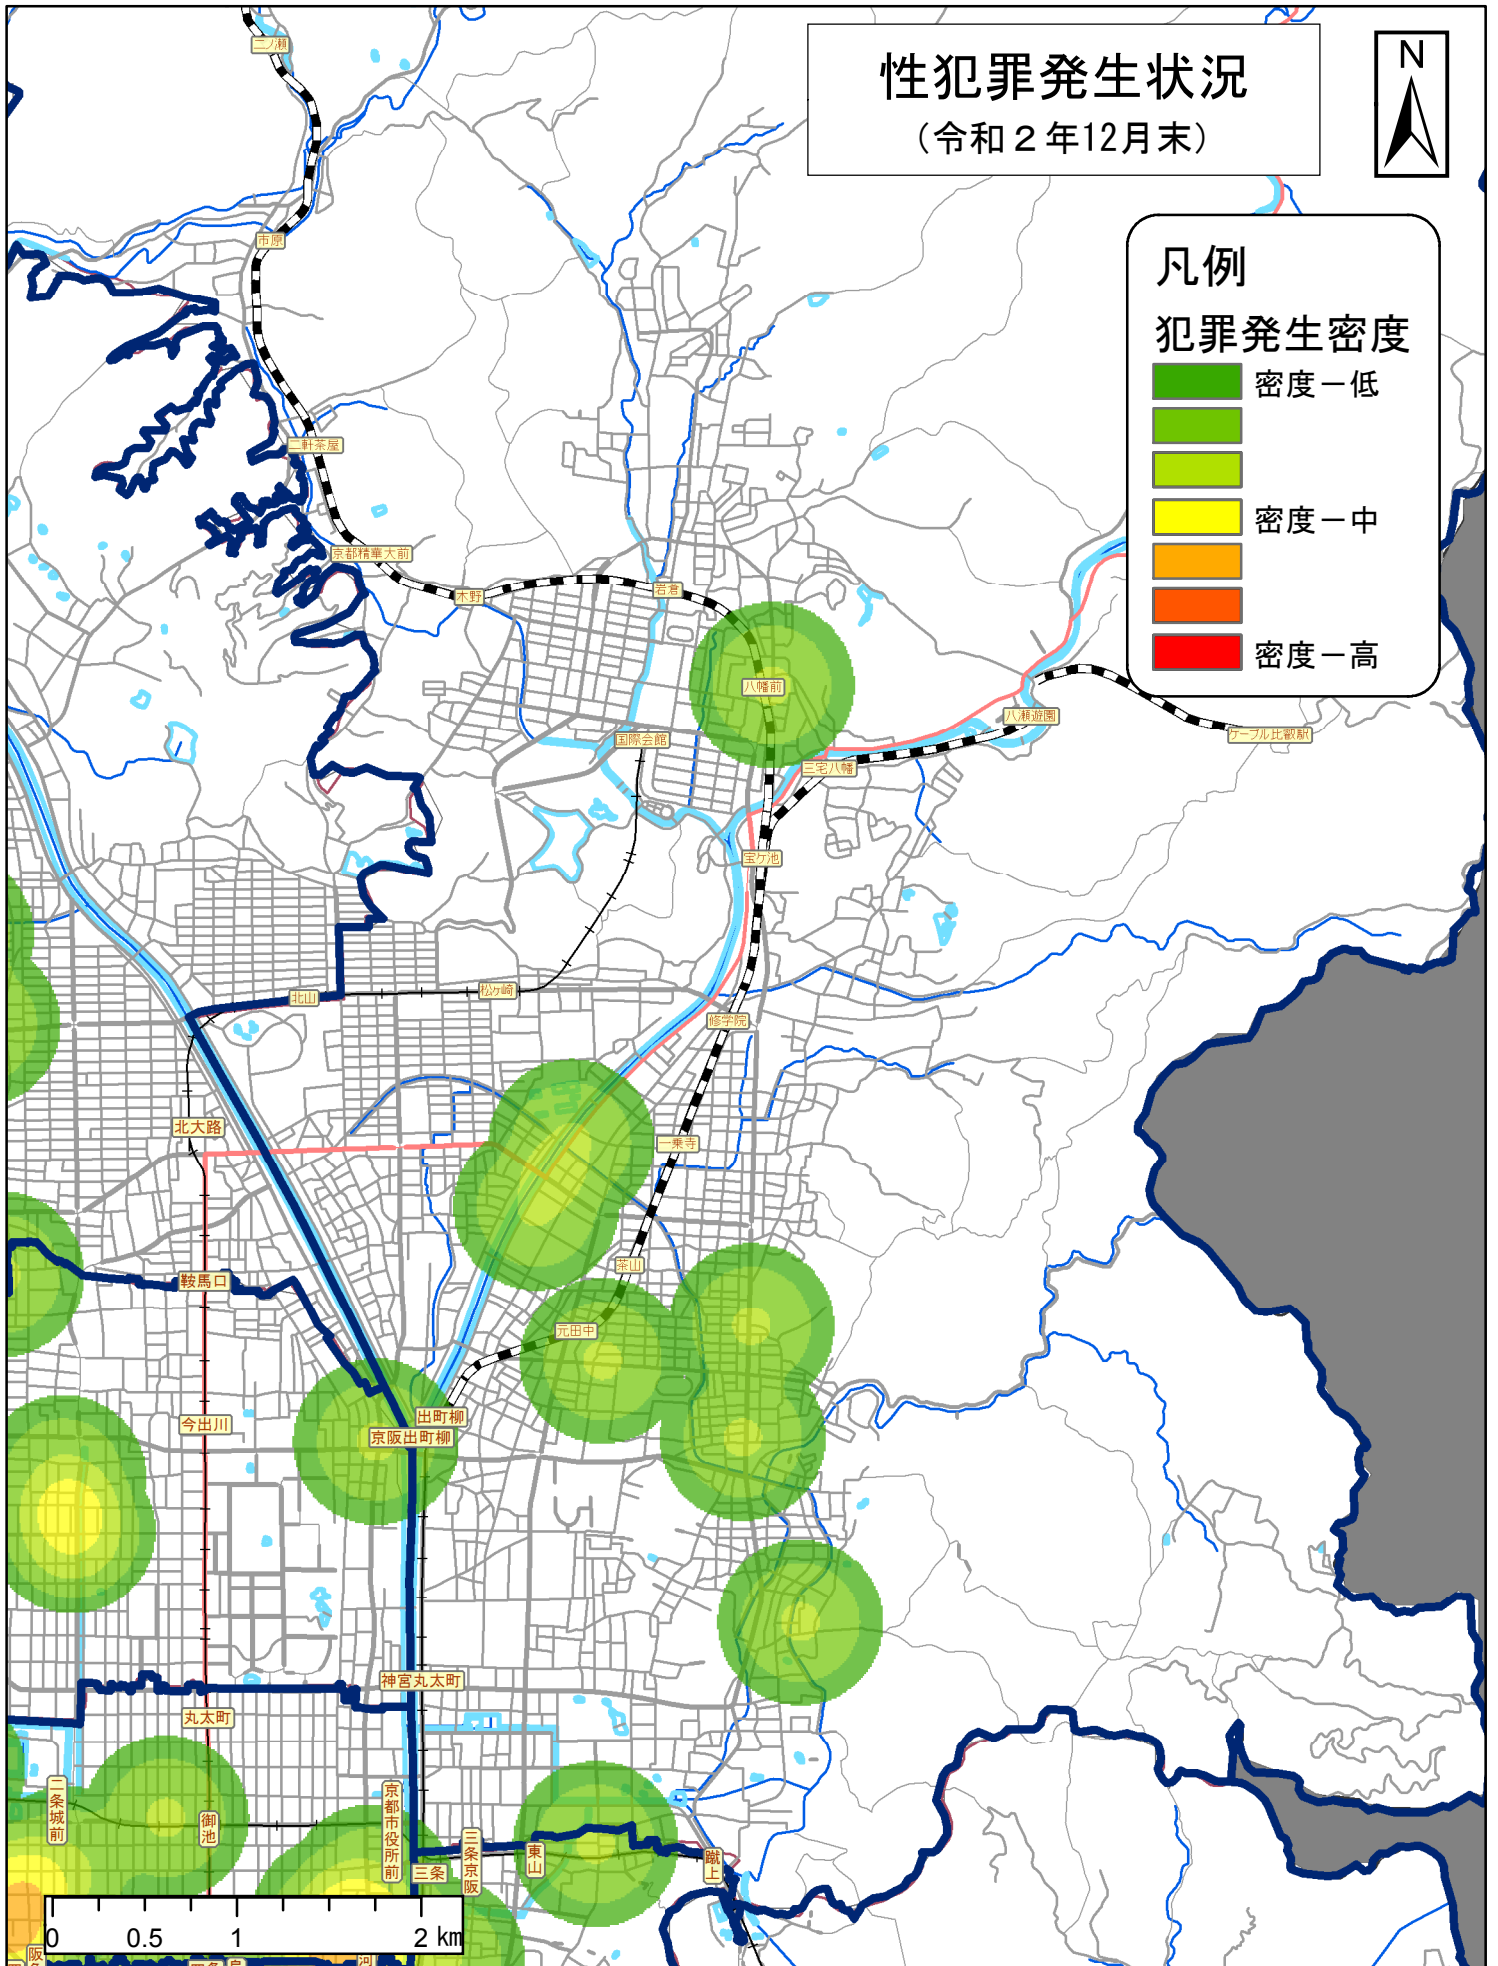 性犯罪発生状況
（令和２年12月末）
N
凡例
犯罪発生密度
密度－低
密度－中
密度－高
二ノ瀬
市原
二軒茶屋
京都精華大前
木野
岩倉
八幡前
国際会館
三宅八幡
八瀬遊園
ケーブル比叡駅
宝ケ池
北山
松ヶ崎
修学院
北大路
一乗寺
茶山
鞍馬口
元田中
今出川
出町柳
京阪出町柳
神宮丸太町
丸太町
二条城前
御池
京都市役所前
三条
三条京阪
東山
蹴上
0 0.5 1 2 km